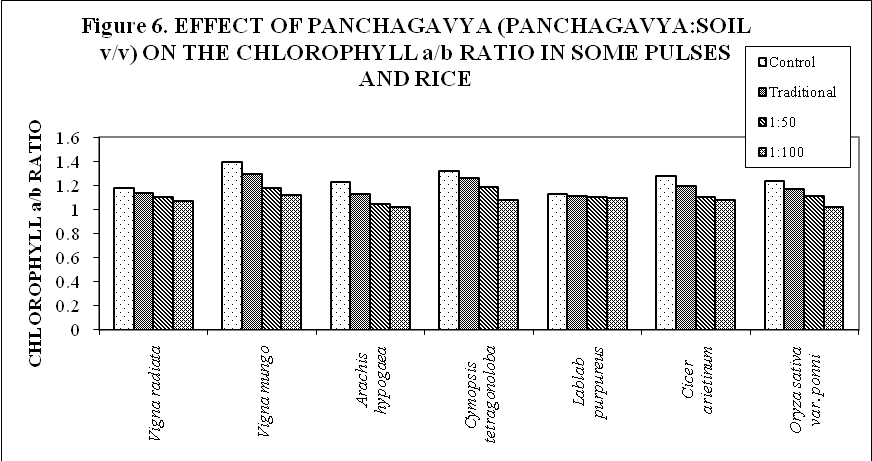 Figure 6. EFFECT OF PANCHAGAVYA (PANCHAGAVYA:SOIL
v/v) ON THE CHLOROPHYLL a/b RATIO IN SOME PULSES
AND RICE
Control
Traditional
1:50
1:100
CHLOROPHYLL a/b RATIO
1.6
1.4
1.2
1
0.8
0.6
0.4
0.2
0
Vigna radiata
Vigna mungo
Arachis
hypogaea
Cymopsis
tetragonoloba
Lablab
purpureus
Cicer
arietinum
Oryza sativa
var. ponni